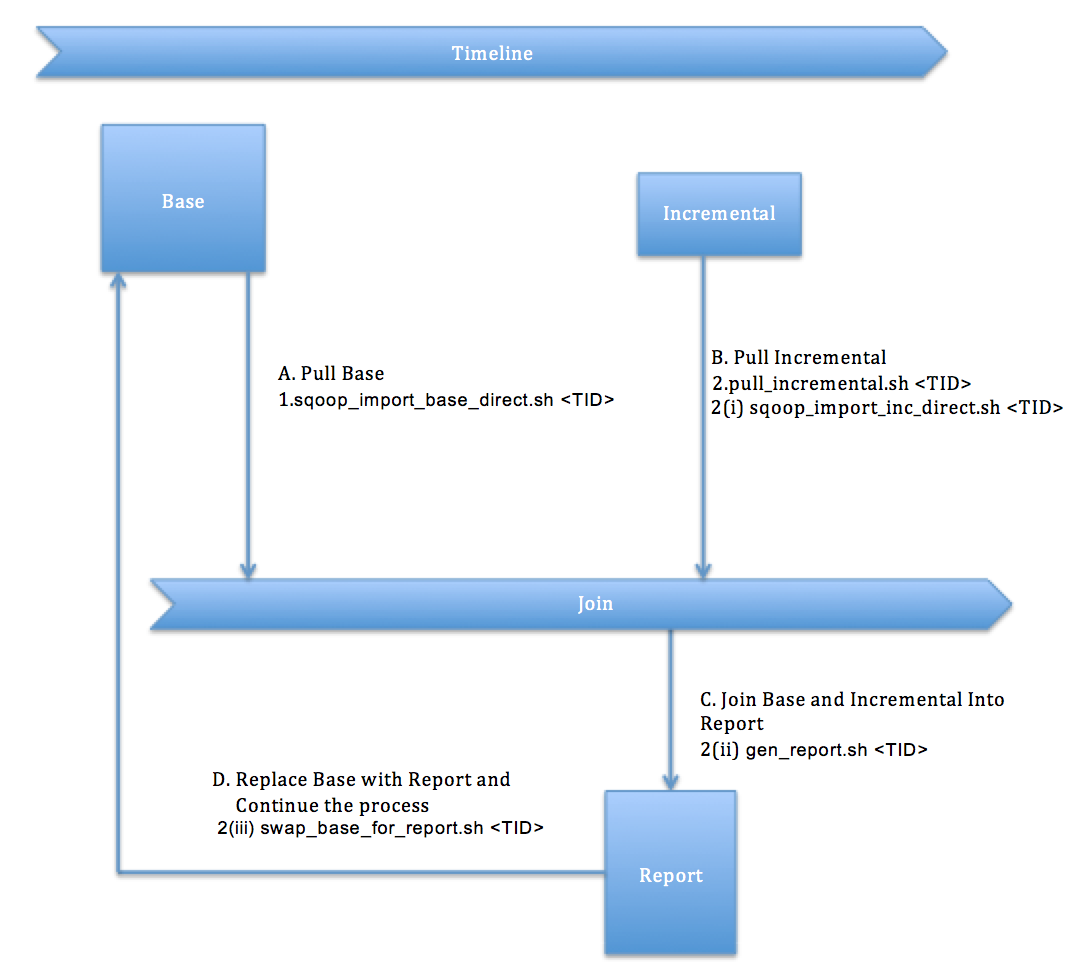 Timeline
Base
Incremental
A. Pull Base
1.sqoop_import_base_direct.sh <TID>
B. Pull Incremental
2.pull_incremental.sh <TID>
2(i) sqoop_import_inc_direct.sh <TID>
Join
C. Join Base and Incremental Into
Report
2(ii) gen_report.sh <TID>
D. Replace Base with Report and
Continue the process
2(iii) swap_base_for_report.sh <TID>
Report